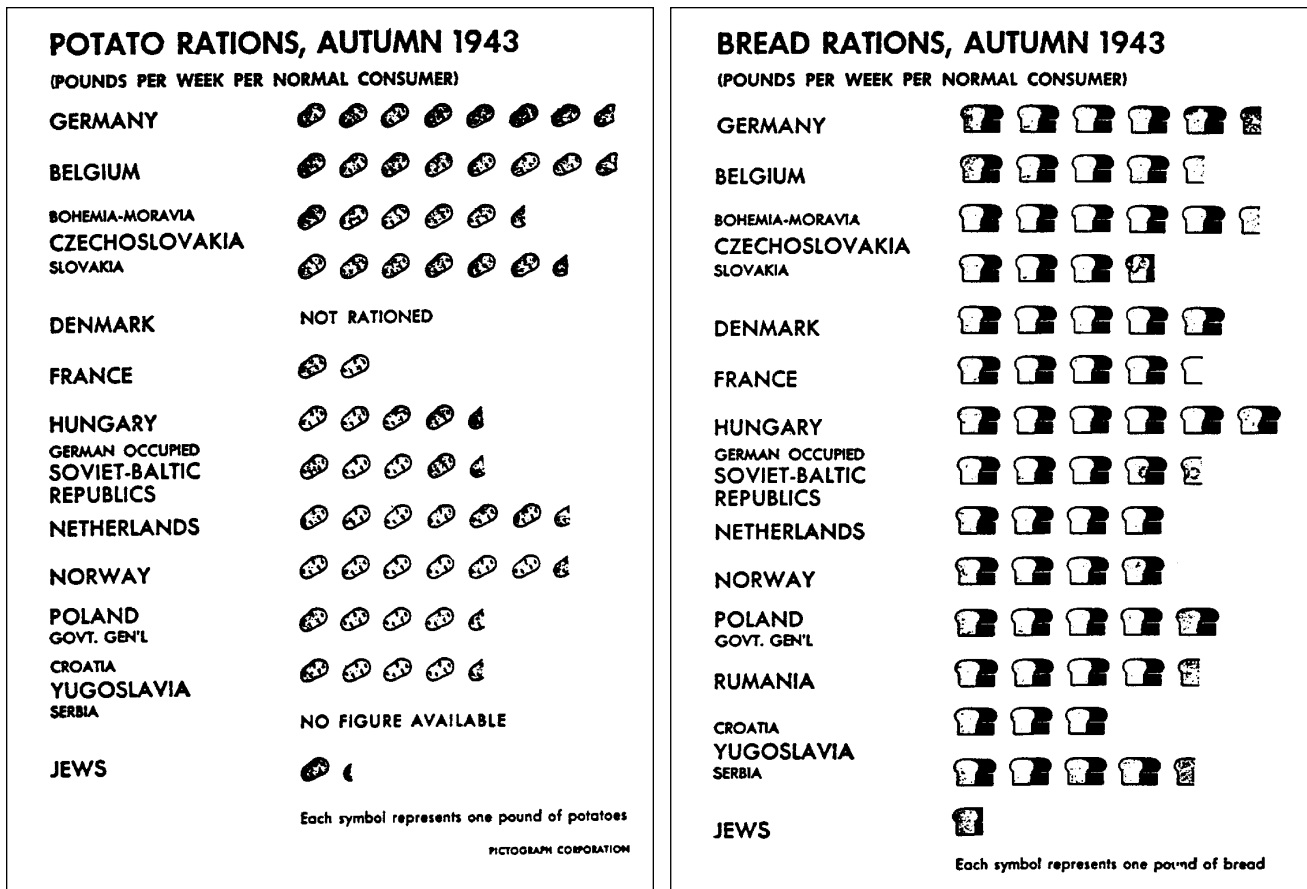 POTATO RATIONS, AUTUMN 1943
(POUNDS PER WEEK PER NORMAL CONSUMER)
GERMANY
BELGIUM
BOHEMIA-MORAVIA
CZECHOSLOVAKIA
SLOVAKIA
DENMARK NOT RATIONED
FRANCE
HUNGARY
GERMAN OCCUPIED
SOVIET-BALTIC
REPUBLICS
NETHERLANDS
NORWAY
POLAND
GOVT. GEN'L
CROATIA
YUGOSLAVIA
SERBIA NO FIGURE AVAILABLE
JEWS
Each symbol represents one pound of potatoes
PICTOGRAPH CORPORATION
BREAD RATIONS, AUTUMN 1943
(POUNDS PER WEEK PER NORMAL CONSUMER)
GERMANY
BELGIUM
BOHEMIA-MORAVIA
CZECHOSLOVAKIA
SLOVAKIA
DENMARK
FRANCE
HUNGARY
GERMAN OCCUPIED
SOVIET-BALTIC
REPUBLICS
NETHERLANDS
NORWAY
POLAND
GOVT. GEN'L
RUMANIA
CROATIA
YUGOSLAVIA
SERBIA
JEWS
Each symbol represents one pound of bread